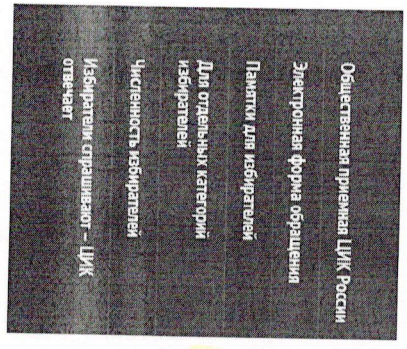 Общественная приемная ЦИК России
Электронная форма обращения
Памятки для избирателей
Для отдельных категорий
избирателей
Численность избирателей
Избиратели спрашивают – ЦИК
отвечает